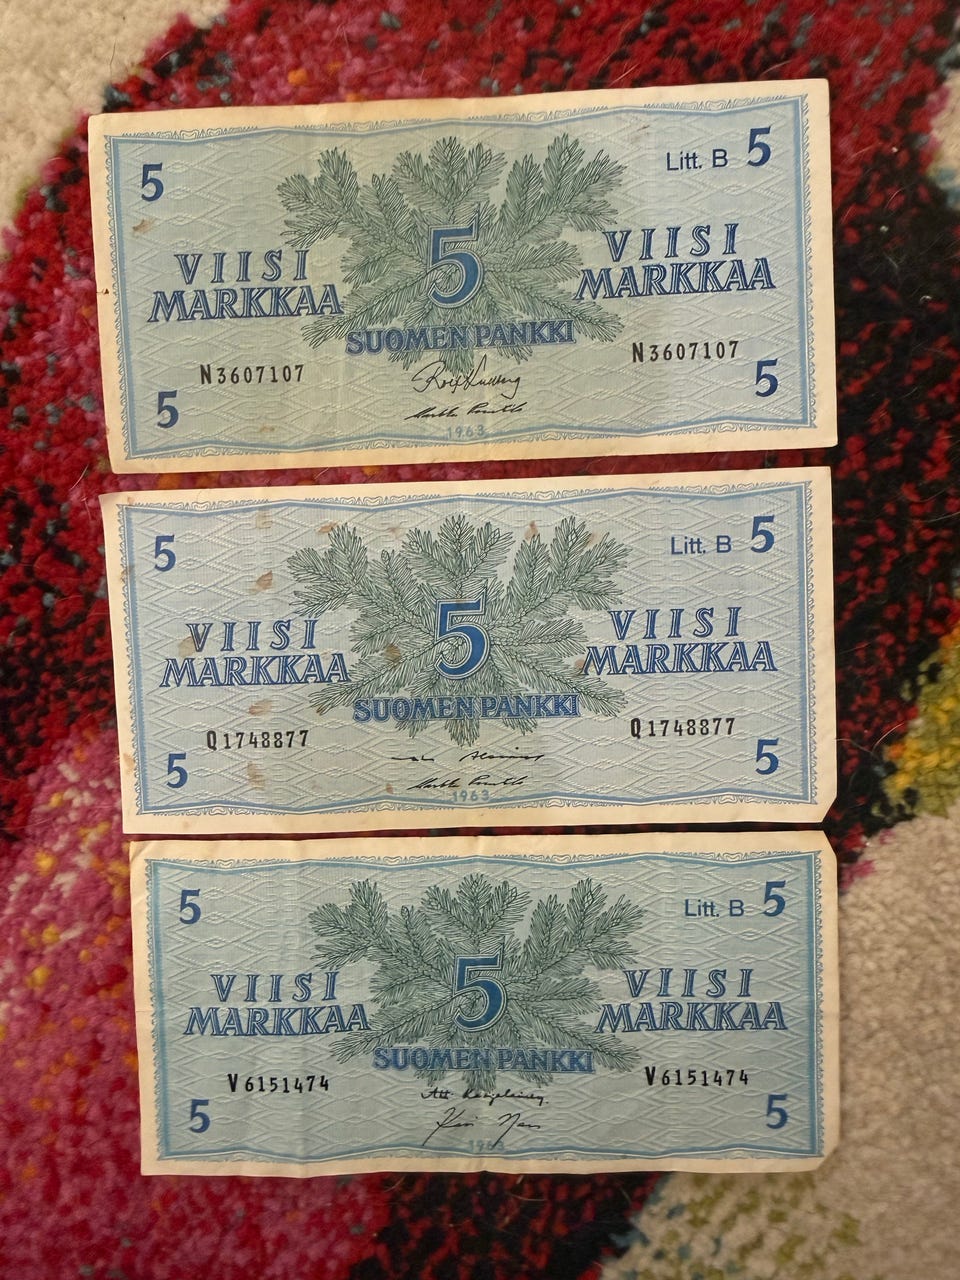 5
Litt. B 5
5
VIISI MARKKAA
VIISI MARKKAA
SUOMEN PANKKI
N3607107
N3607107
5
5
1963
5
Litt. B 5
5
VIISI MARKKAA
VIISI MARKKAA
SUOMEN PANKKI
Q1748877
Q1748877
5
5
1963
5
Litt. B 5
5
VIISI MARKKAA
VIISI MARKKAA
SUOMEN PANKKI
V6151474
V6151474
5
5
1963